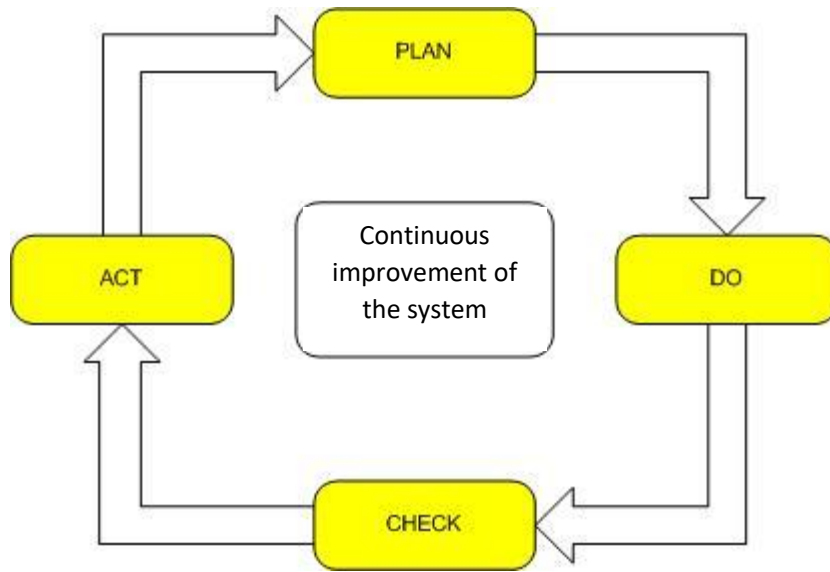 PLAN
Continuous
improvement of
the system
ACT
DO
CHECK